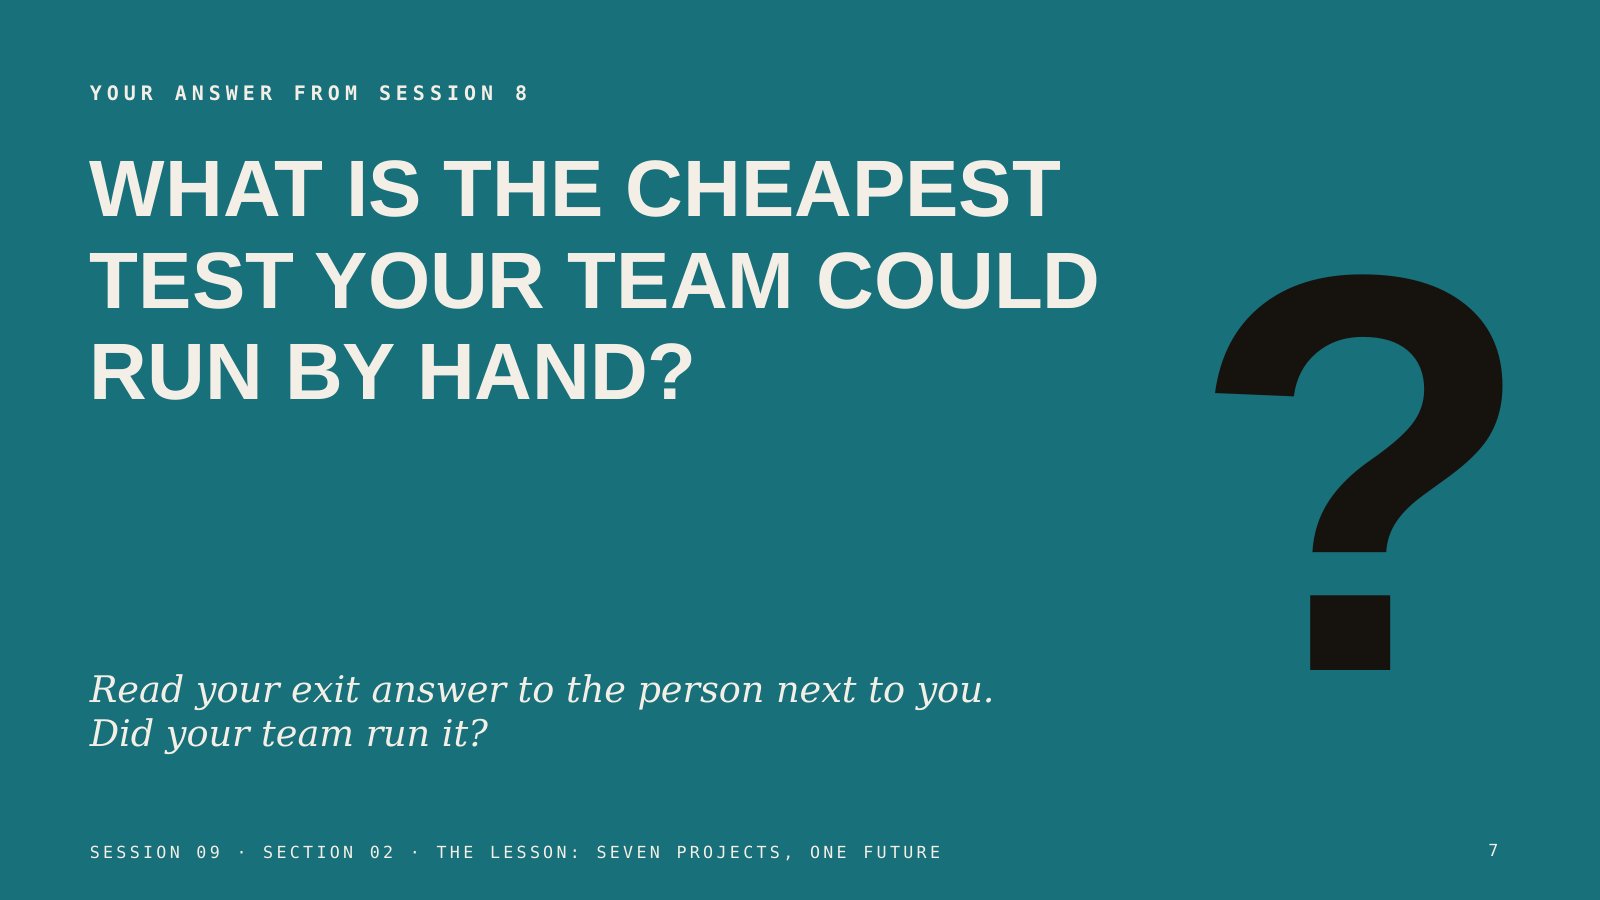 YOUR ANSWER FROM SESSION 8
WHAT IS THE CHEAPEST
TEST YOUR TEAM COULD
RUN BY HAND?
?
Read your exit answer to the person next to you.
Did your team run it?
SESSION 09 · SECTION 02 · THE LESSON: SEVEN PROJECTS, ONE FUTURE
7